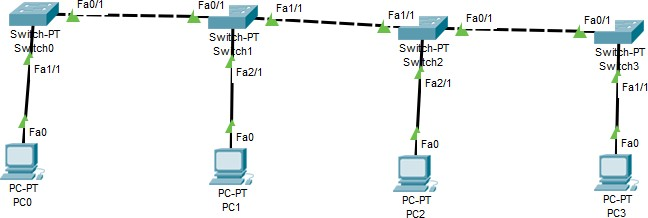 Fa0/1
Fa0/1
Fa1/1
Fa1/1
Fa0/1
Fa0/1
Switch-PT
Switch0
Switch-PT
Switch1
Switch-PT
Switch2
Switch-PT
Switch3
Fa1/1
Fa2/1
Fa2/1
Fa1/1
Fa0
Fa0
Fa0
Fa0
PC-PT
PC0
PC-PT
PC1
PC-PT
PC2
PC-PT
PC3